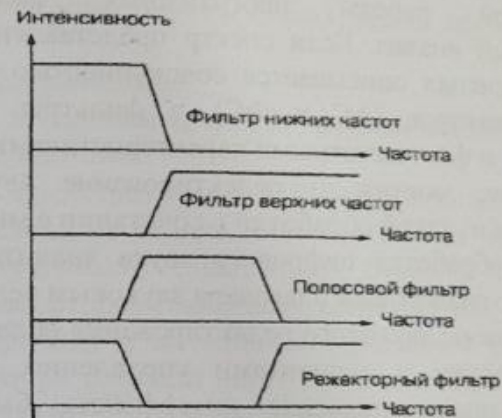 Интенсивность
Фильтр нижних частот
Частота
Фильтр верхних частот
Частота
Полосовой фильтр
Частота
Режекторный фильтр
Частота